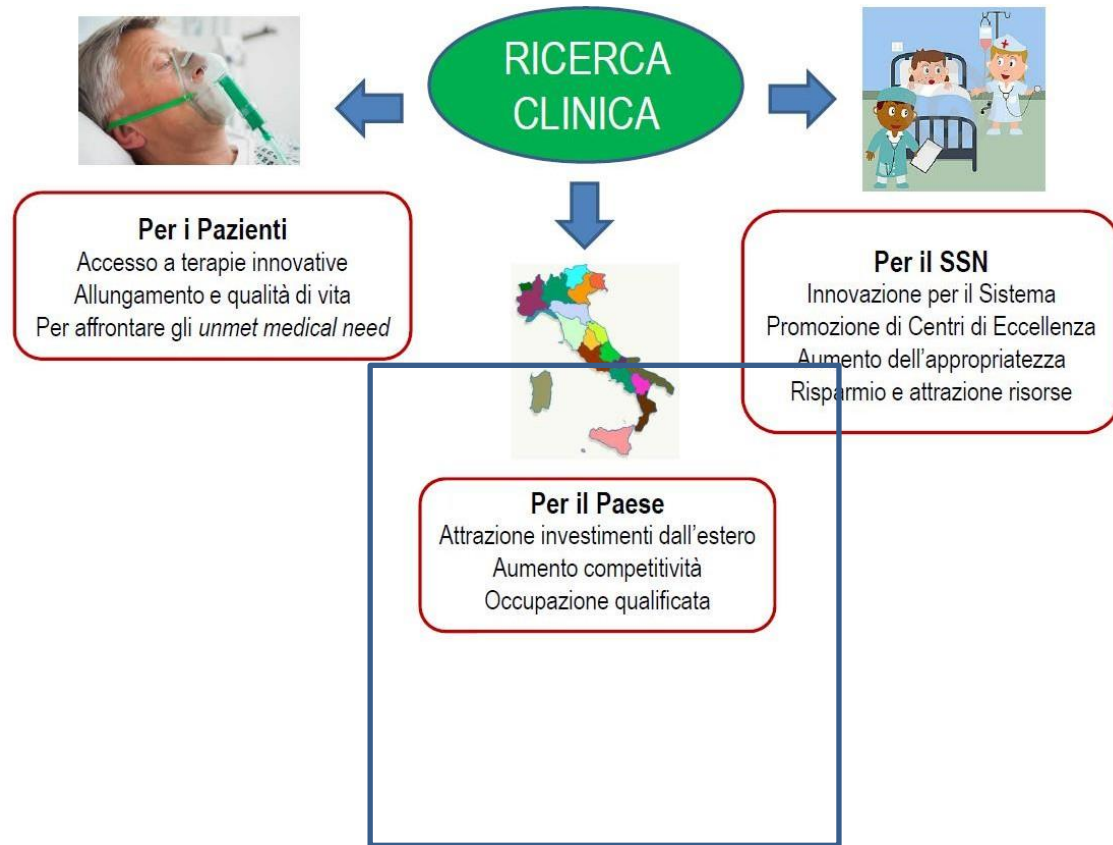 RICERCA
CLINICA
Per i Pazienti
Accesso a terapie innovative
Allungamento e qualità di vita
Per affrontare gli unmet medical need
Per il SSN
Innovazione per il Sistema
Promozione di Centri di Eccellenza
Aumento dell'appropriatezza
Risparmio e attrazione risorse
Per il Paese
Attrazione investimenti dall'estero
Aumento competitività
Occupazione qualificata